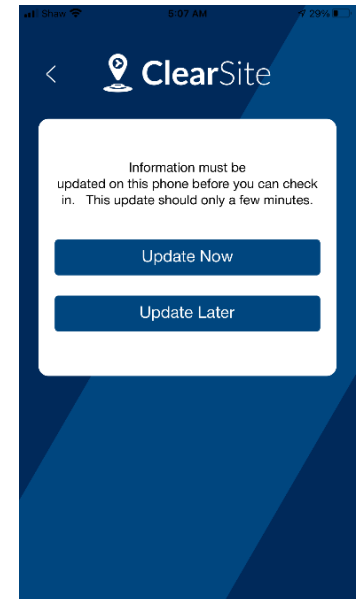 Shaw 5:07 AM 29%
ClearSite
Information must be
updated on this phone before you can check
in. This update should only a few minutes.
Update Now
Update Later